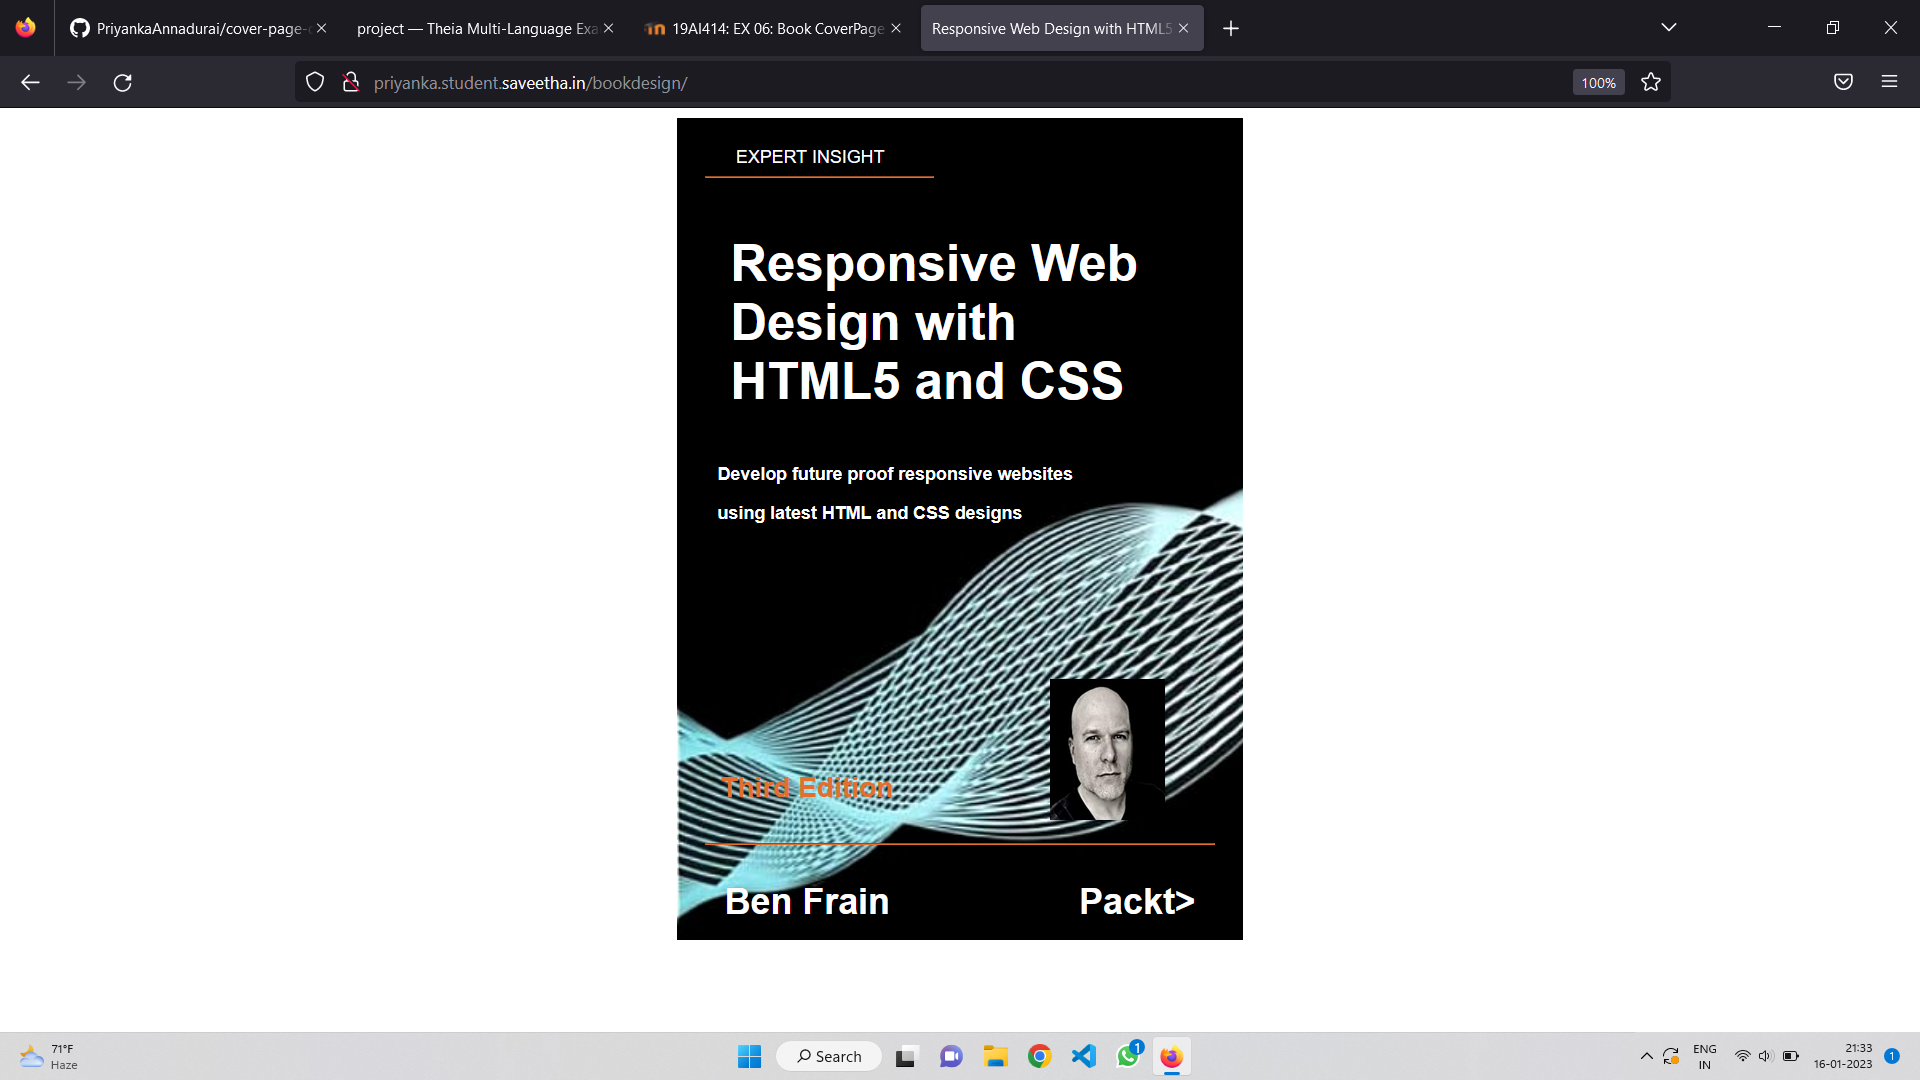 PriyankaAnnadurai/cover-page-
project — Theia Multi-Language Exa
19AI414: EX 06: Book CoverPage
Responsive Web Design with HTML5
priyanka.student.saveetha.in/bookdesign/
100%
EXPERT INSIGHT
Responsive Web
Design with
HTML5 and CSS
Develop future proof responsive websites
using latest HTML and CSS designs
Third Edition
Ben Frain
Packt>
71°F
Haze
Search
1
ENG
IN
21:33
16-01-2023
1